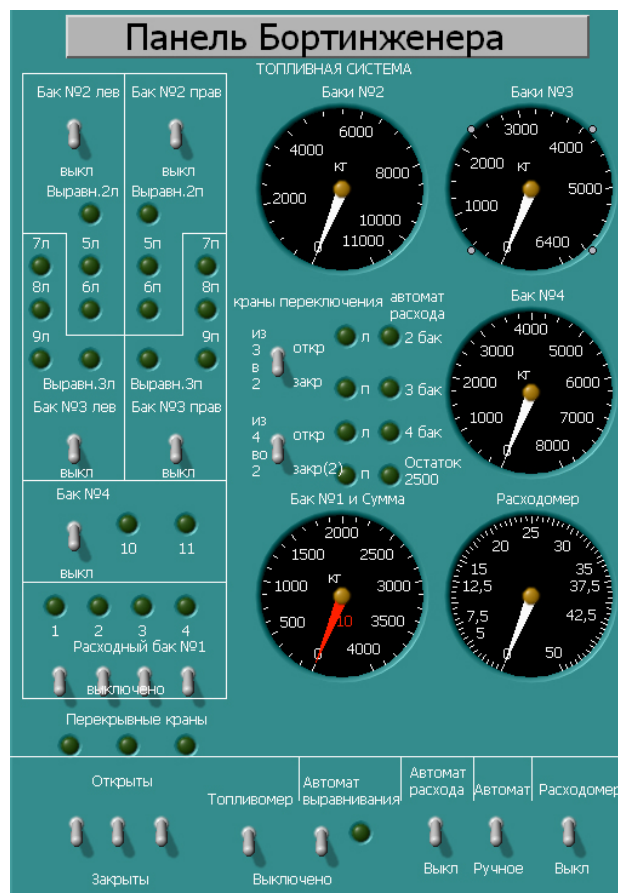 Панель Бортинженера
ТОПЛИВНАЯ СИСТЕМА
Бак №2 лев Бак №2 прав
выкл выкл
Выравн.2л Выравн.2п
7л 5л 5п 7п
8л 6л 6п 8п
9л 9п
Выравн.3л Выравн.3п
Бак №3 лев Бак №3 прав
выкл выкл
Бак №4
10 11
выкл
1 2 3 4
Расходный бак №1
выключено
Перекрывные краны
Баки №2
6000
4000
кг
8000
2000
10000
0 11000
Баки №3
3000 4000
2000
кг
5000
1000
0 6400
краны переключения
автомат
расхода
из
3
в
2
откр
закр
л 2 бак
п 3 бак
из
4
во
2
откр
закр(2)
л 4 бак
п Остаток
2500
Бак №4
4000
3000 5000
2000 кг 6000
1000 7000
0 8000
Бак №1 и Сумма
2000
1500 2500
кг
1000 3000
500 10 3500
0 4000
Расходомер
20 25 30
15 35
12,5 37,5
7,5 42,5
5
0 50
Открыты
Закрыты
Топливомер
Автомат
выравнивания
Выключено
Автомат
расхода
Выкл
Автомат
Ручное
Расходомер
Выкл